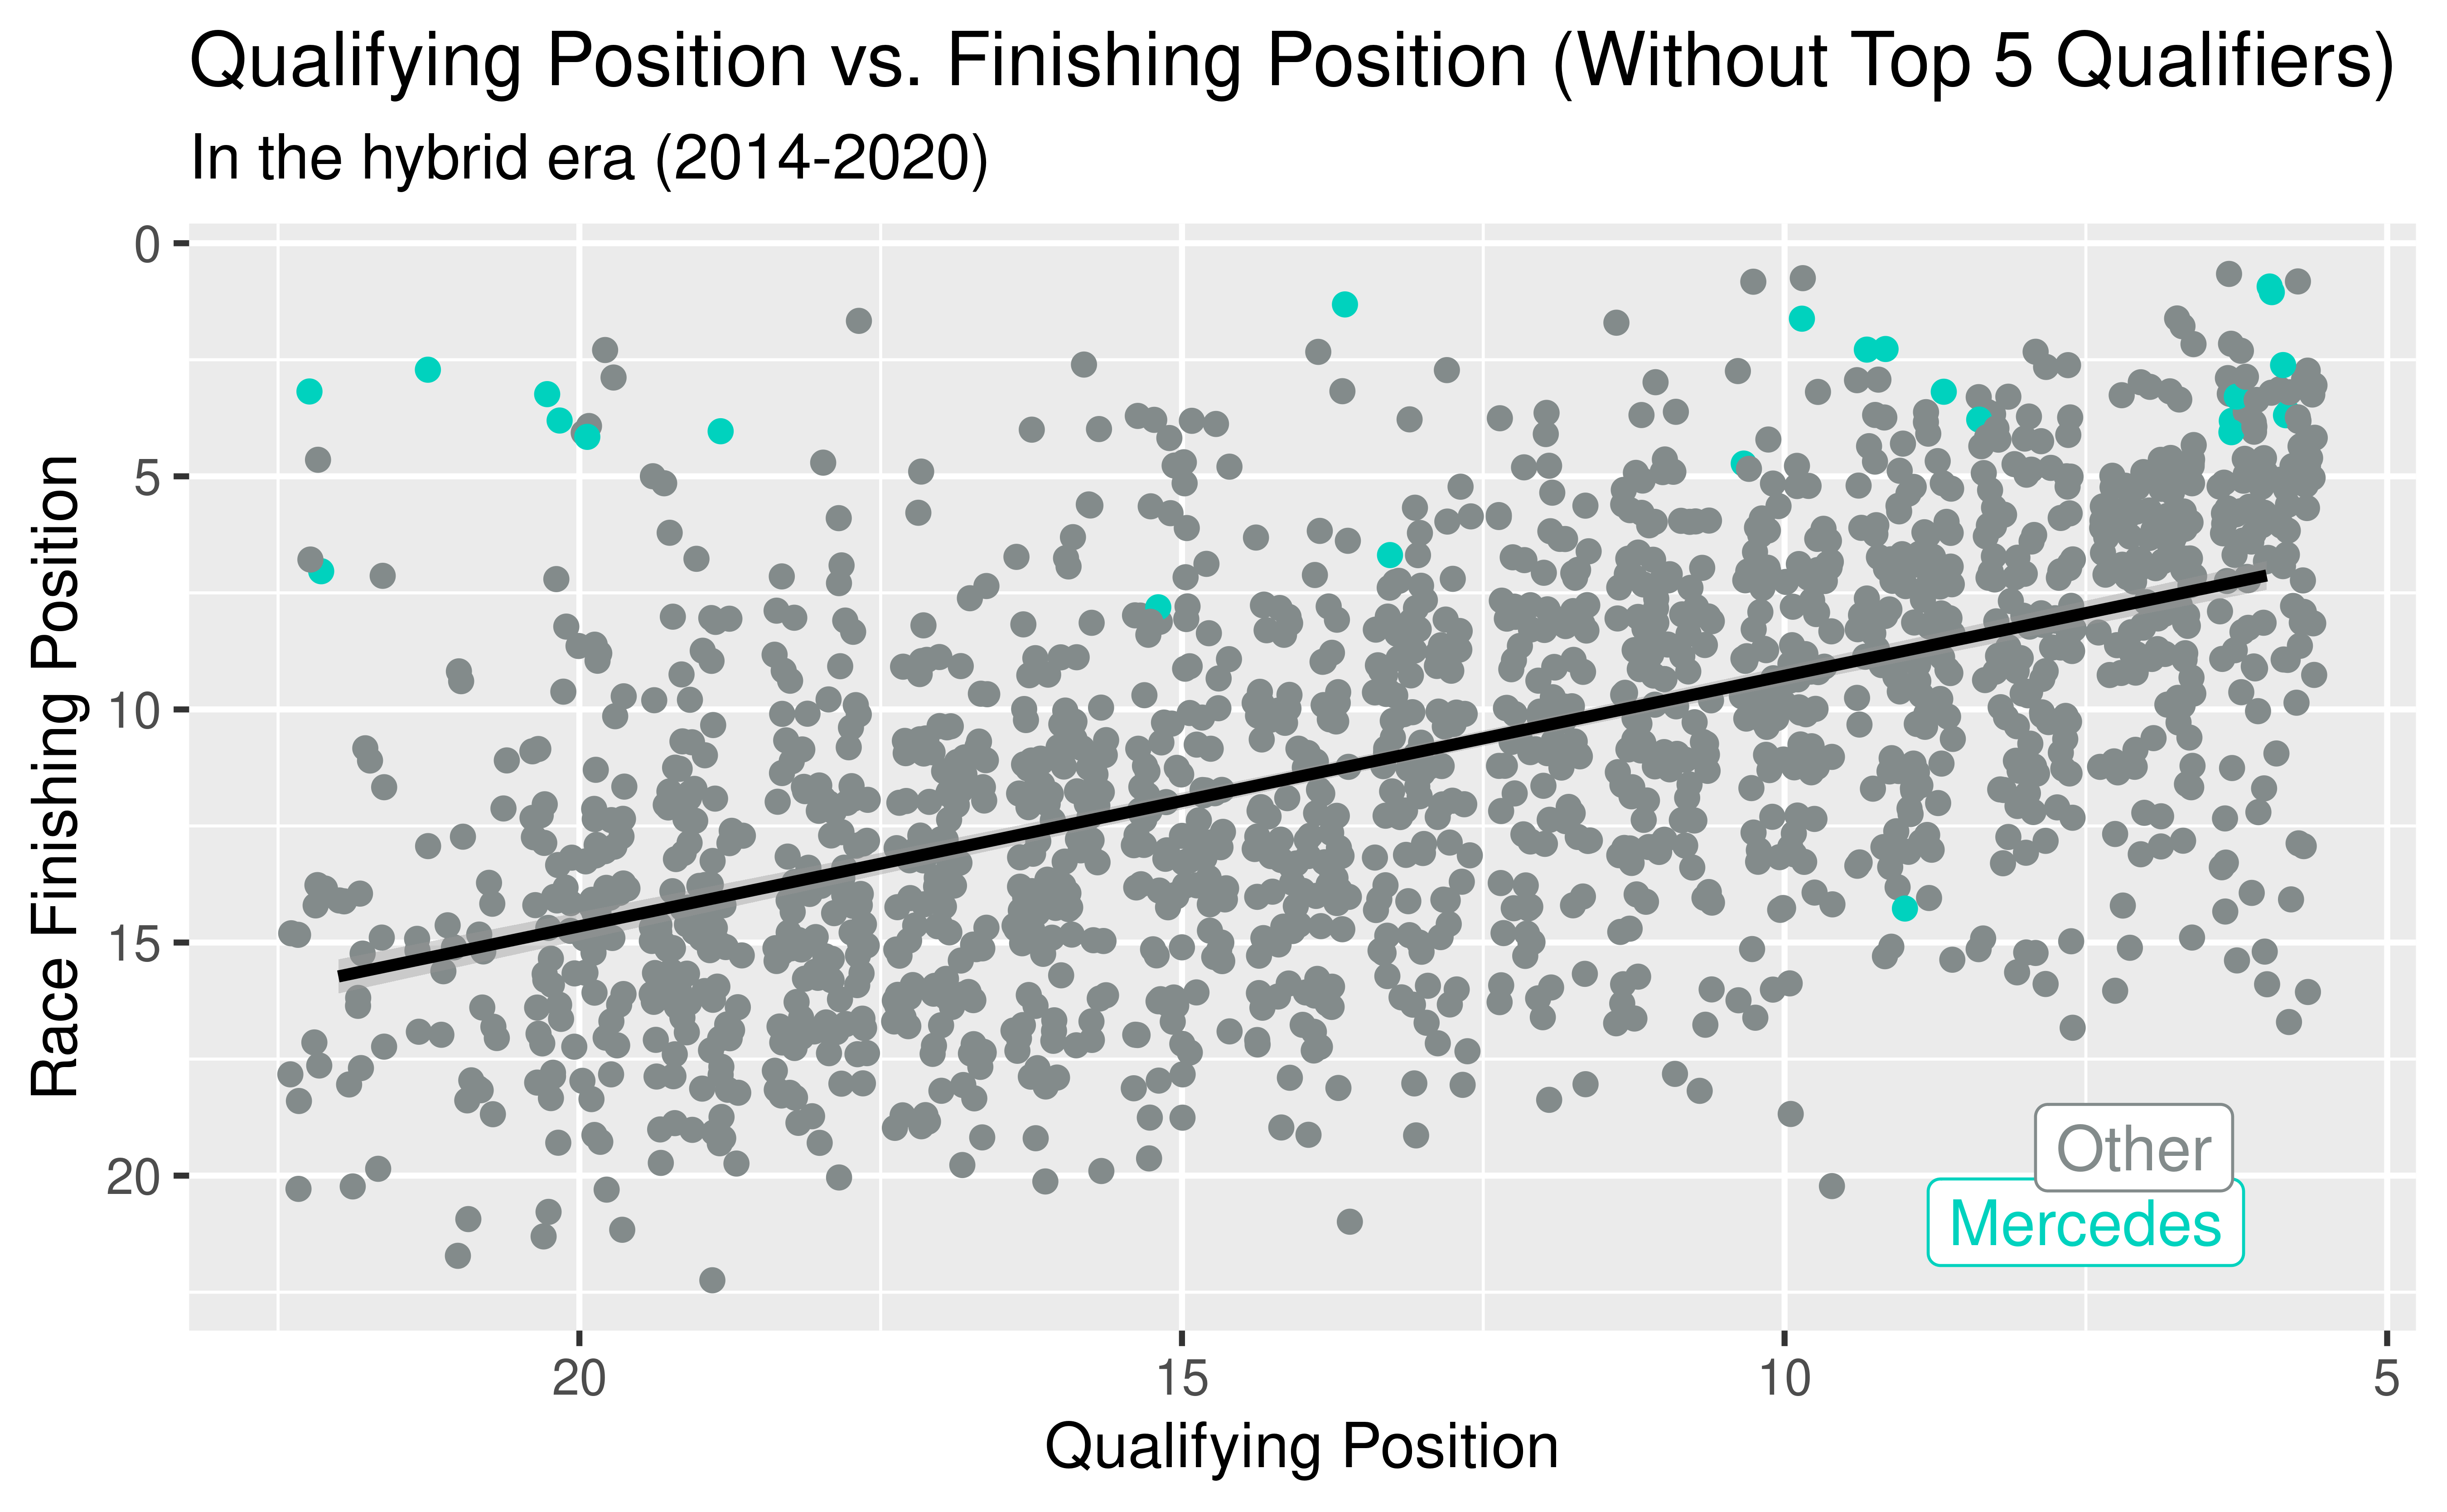 Qualifying Position vs. Finishing Position (Without Top 5 Qualifiers)
In the hybrid era (2014-2020)
Race Finishing Position
0
5
10
15
20
Other
Mercedes
20
15
10
5
Qualifying Position